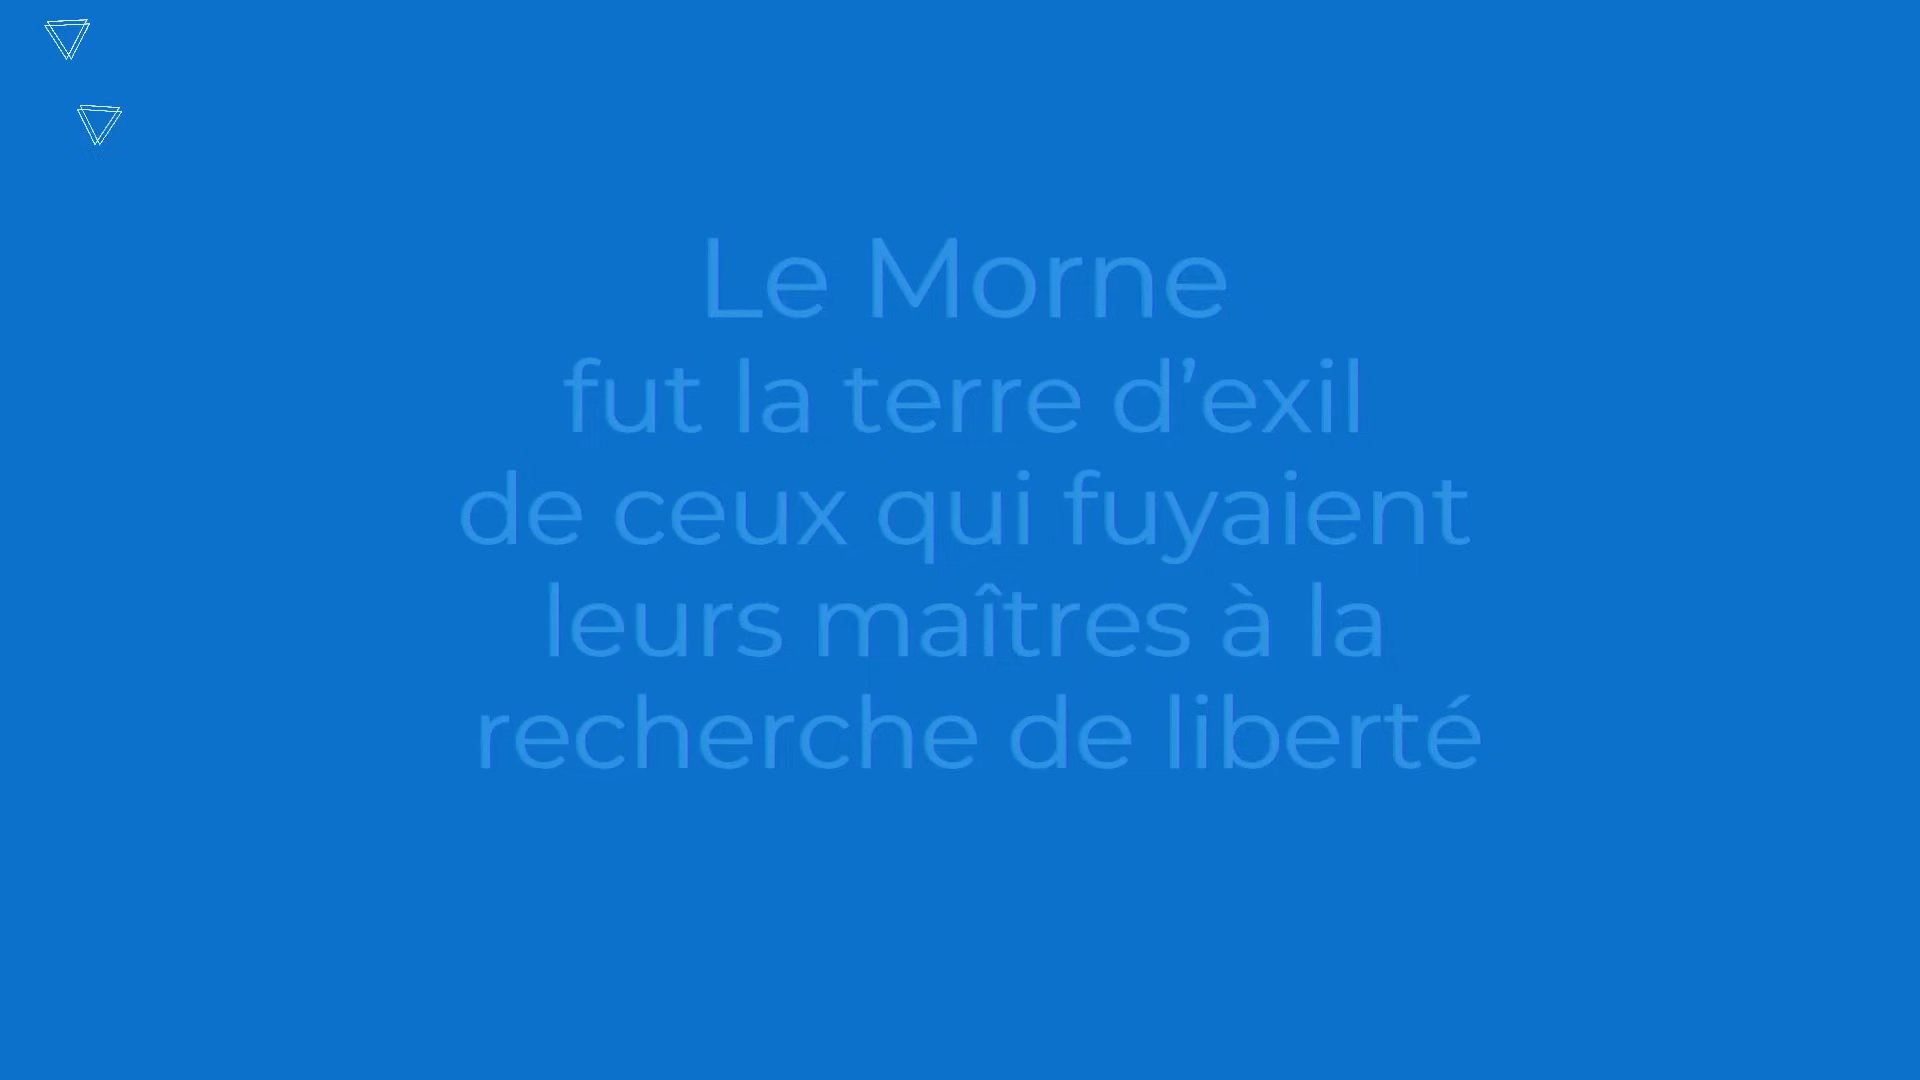 Le Morne
fut la terre d’exil
de ceux qui fuyaient
leurs maîtres à la
recherche de liberté